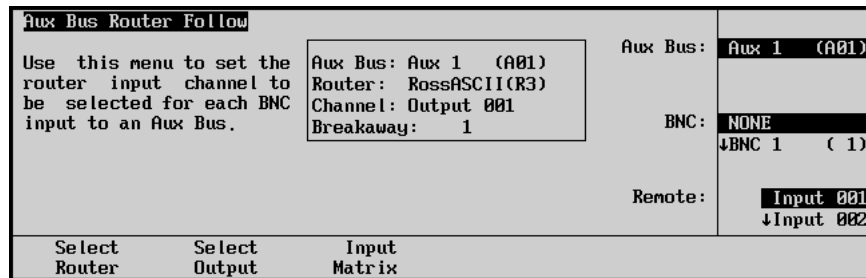 Aux Bus Router Follow
Use this menu to set the
router input channel to
be selected for each BNC
input to an Aux Bus.
Aux Bus: Aux 1 (A01)
Router: RossASCII(R3)
Channel: Output 001
Breakaway: 1
Aux Bus: Aux 1 (A01)
BNC: NONE
↓BNC 1 ( 1)
Remote: Input 001
↓Input 002
Select Router
Select Output
Input Matrix